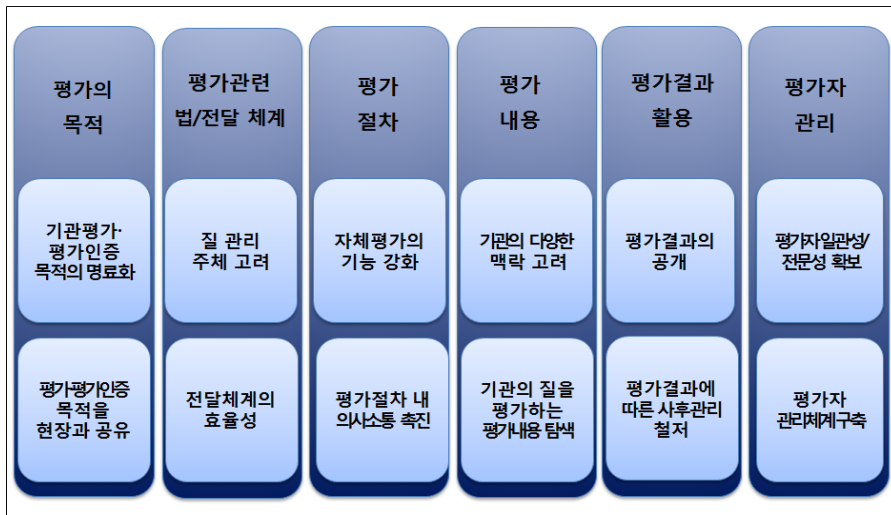 평가의
목적
기관평가·
평가인증
목적의 명료화
평가·평가인증
목적을
현장과 공유
평가관련
법/전달 체계
질 관리
주체 고려
전달체계의
효율성
평가
절차
자체평가의
기능 강화
평가절차 내
의사소통 촉진
평가
내용
기관의 다양한
맥락 고려
기관의 질을
평가하는
평가내용 탐색
평가결과
활용
평가결과의
공개
평가결과에
따른 사후관리
철저
평가자
관리
평가자일관성/
전문성 확보
평가자
관리체계구축